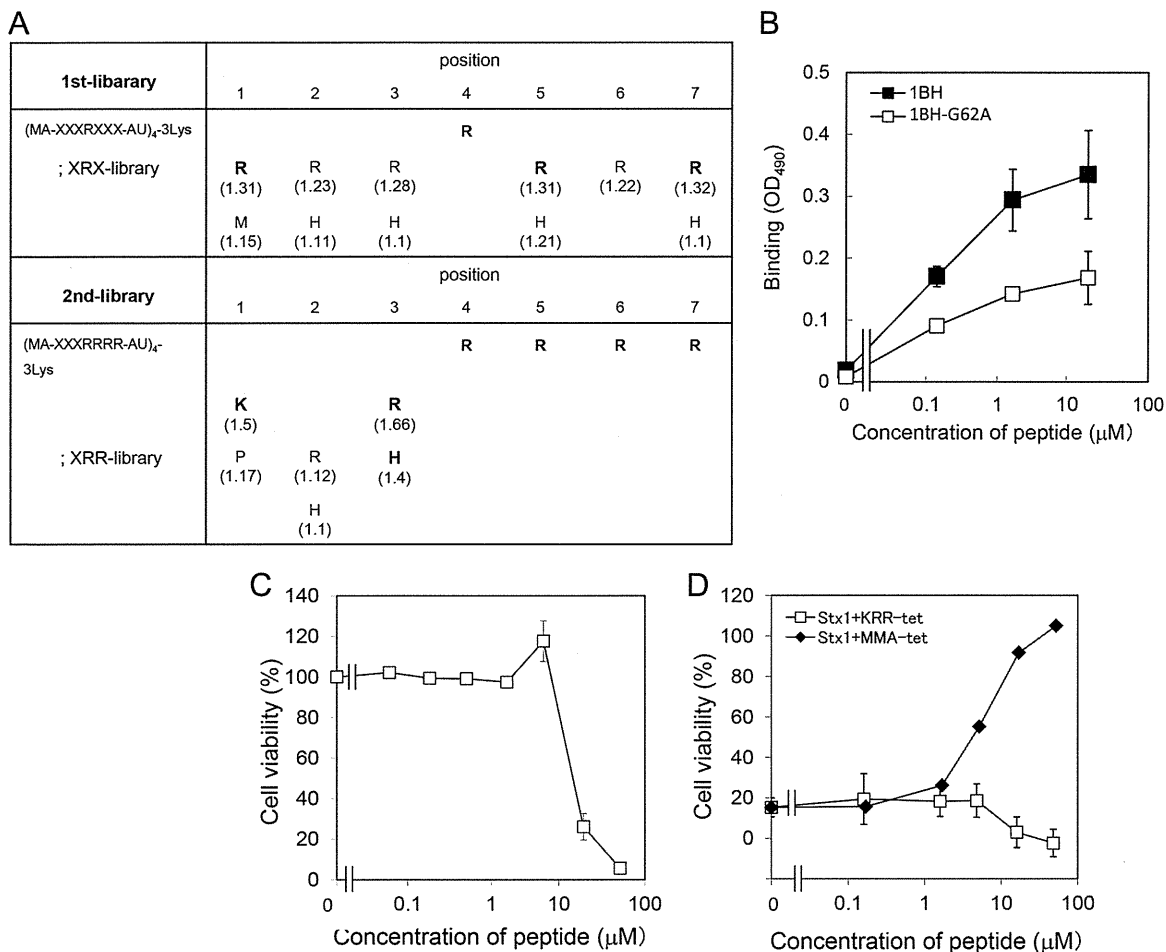 A
1st-libarary
position
1 2 3 4 5 6 7
(MA-XXXRXXX-AU)4-3Lys
R
; XRX-library
R R R R R R
(1.31) (1.23) (1.28) (1.31) (1.22) (1.32)
M H H H H
(1.15) (1.11) (1.1) (1.21) (1.1)
2nd-library
position
1 2 3 4 5 6 7
(MA-XXXRRRR-AU)4-
3Lys
R R R R
K R
(1.5) (1.66)
; XRR-library
P R H
(1.17) (1.12) (1.4)
H
(1.1)
B
0.5
0.4
0.3
0.2
0.1
0
Binding (OD490)
1BH
1BH-G62A
0 0.1 1 10 100
Concentration of peptide (μM)
C
140
120
100
80
60
40
20
0
Cell viability (%)
0 0.1 1 10 100
Concentration of peptide (μM)
D
120
100
80
60
40
20
0
Cell viability (%)
Stx1+KRR-tet
Stx1+MMA-tet
0 0.1 1 10 100
Concentration of peptide (μM)